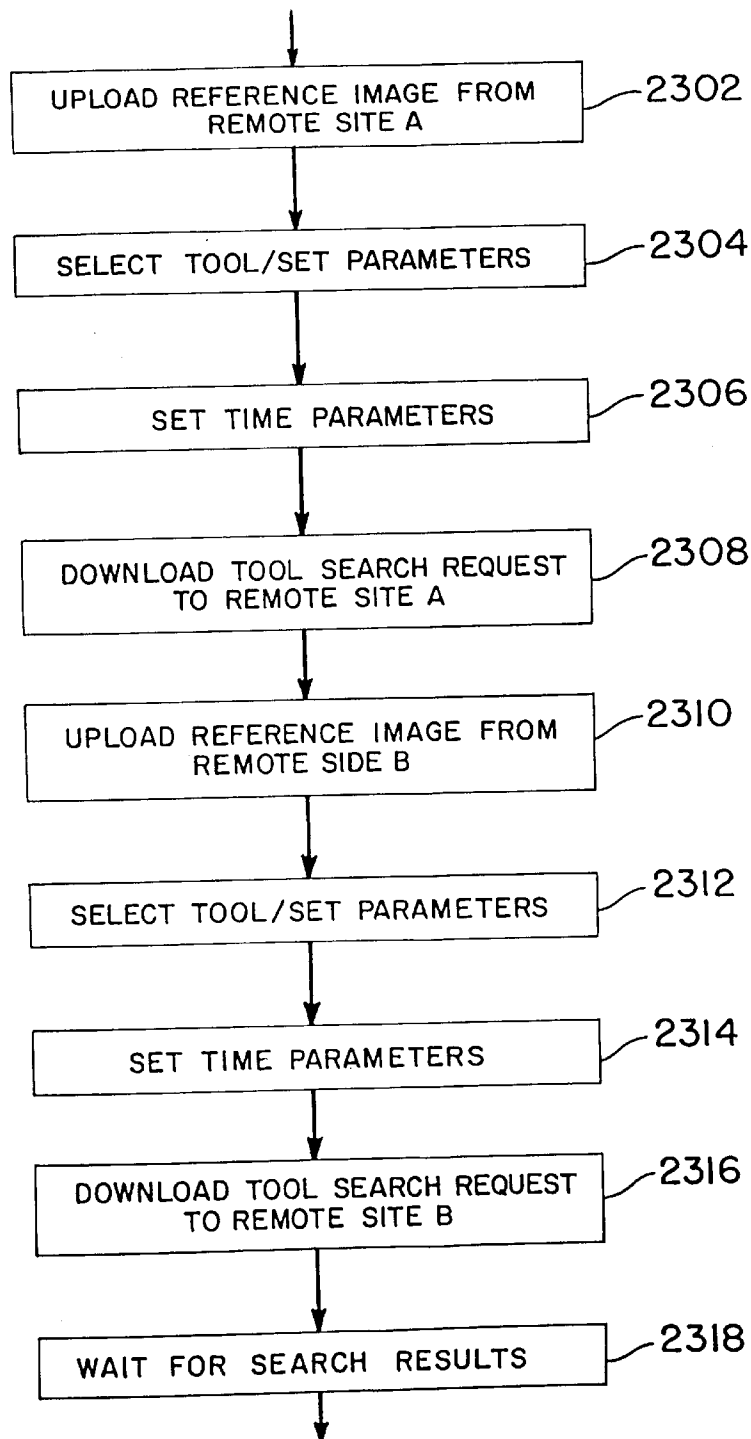 UPLOAD REFERENCE IMAGE FROM
REMOTE SITE A
2302
SELECT TOOL/SET PARAMETERS
2304
SET TIME PARAMETERS
2306
DOWNLOAD TOOL SEARCH REQUEST
TO REMOTE SITE A
2308
UPLOAD REFERENCE IMAGE FROM
REMOTE SIDE B
2310
SELECT TOOL/SET PARAMETERS
2312
SET TIME PARAMETERS
2314
DOWNLOAD TOOL SEARCH REQUEST
TO REMOTE SITE B
2316
WAIT FOR SEARCH RESULTS
2318